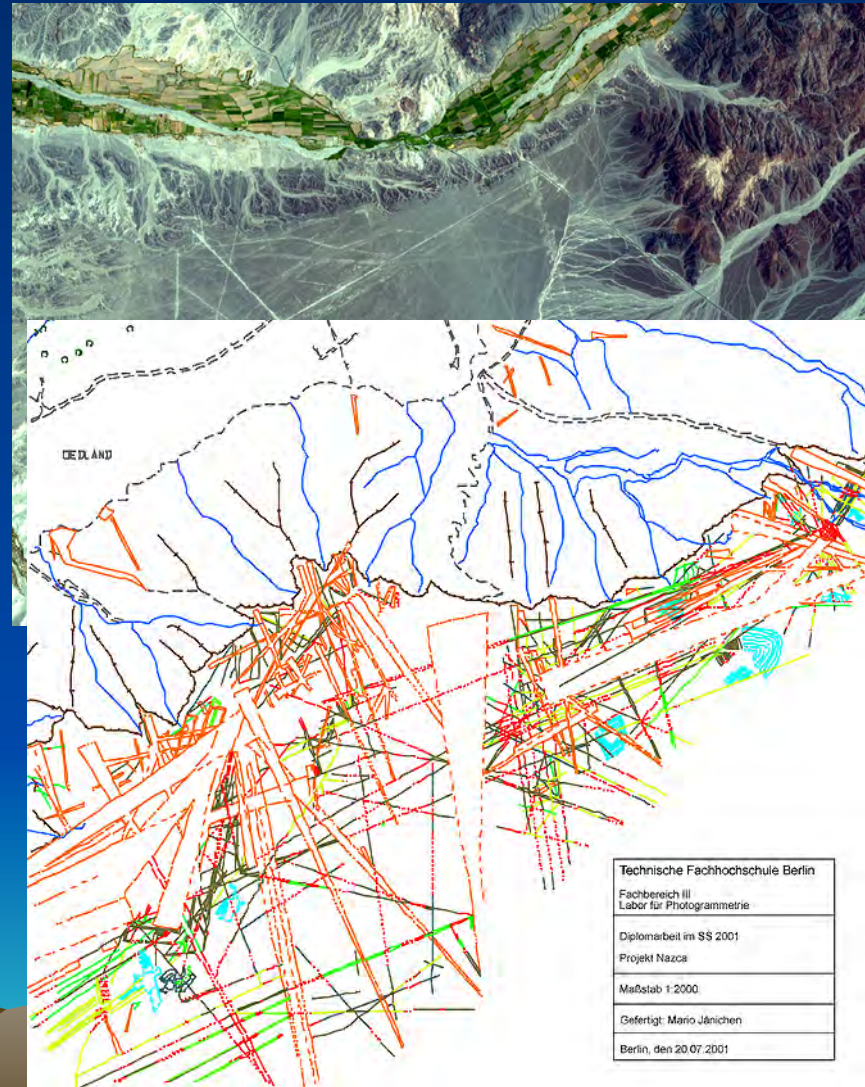 OEDLAND
Technische Fachhochschule Berlin
Fachbereich III
Labor für Photogrammetrie
Diplomarbeit im SS 2001
Projekt Nazca
Maßstab 1:2000
Gefertigt: Mario Jänichen
Berlin, den 20.07.2001